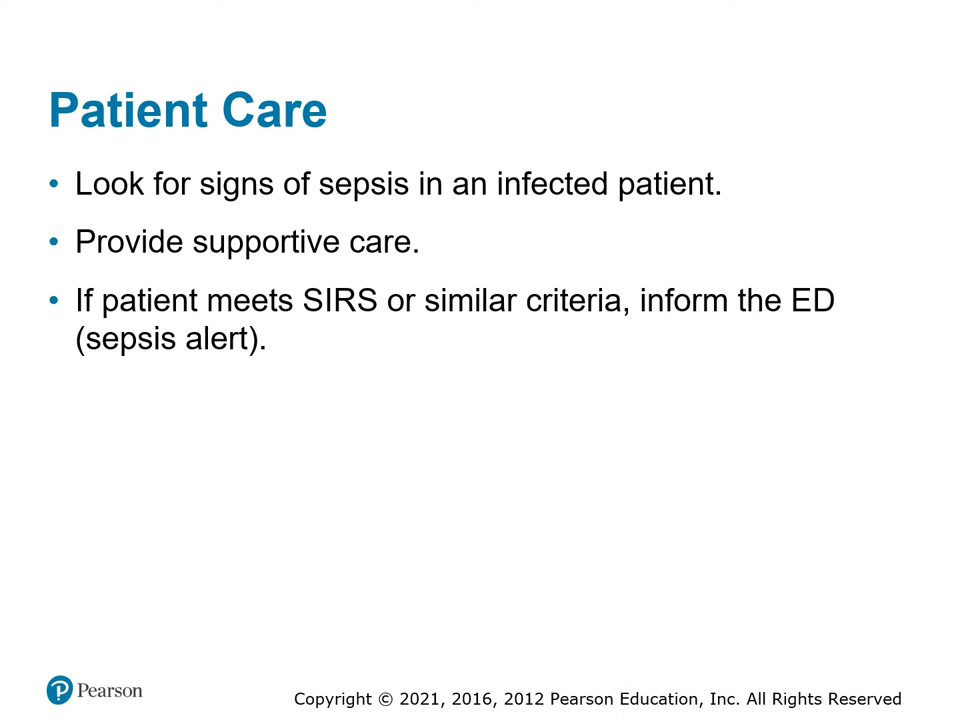 Patient Care
• Look for signs of sepsis in an infected patient.
• Provide supportive care.
• If patient meets SIRS or similar criteria, inform the ED
(sepsis alert).
Pearson
Copyright © 2021, 2016, 2012 Pearson Education, Inc. All Rights Reserved